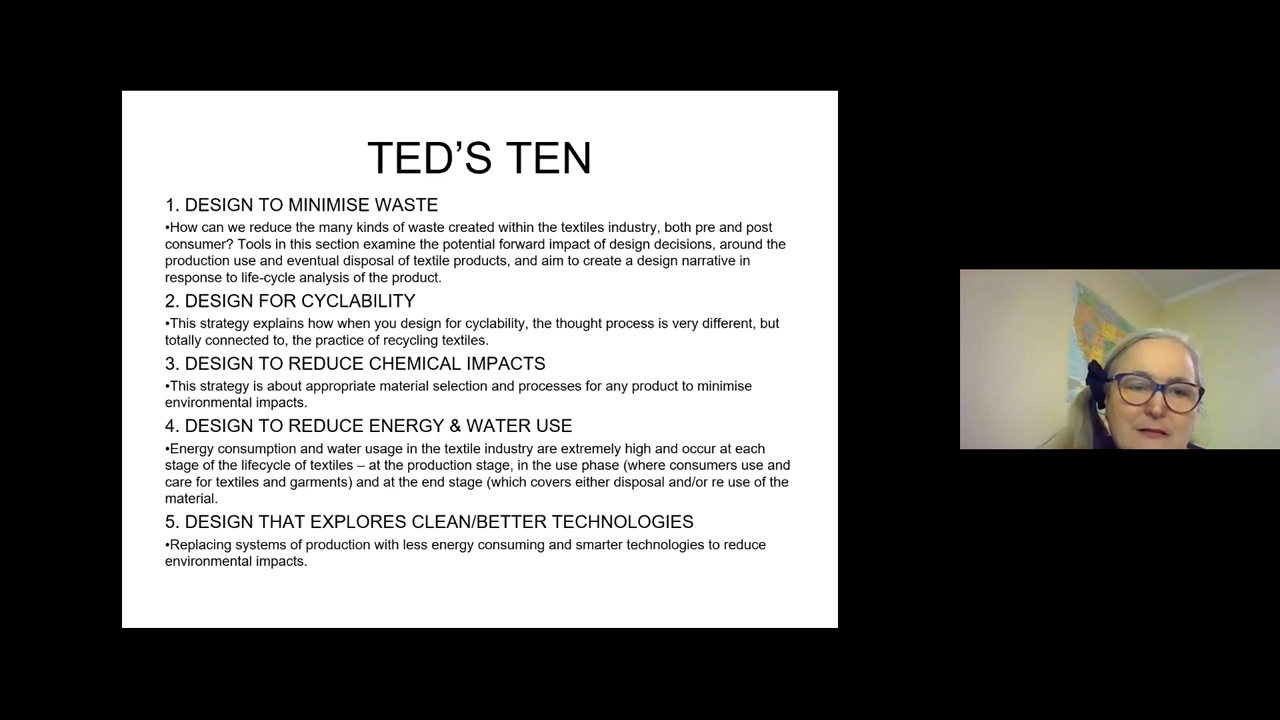 TED’S TEN
1. DESIGN TO MINIMISE WASTE
•How can we reduce the many kinds of waste created within the textiles industry, both pre and post
consumer? Tools in this section examine the potential forward impact of design decisions, around the
production use and eventual disposal of textile products, and aim to create a design narrative in
response to life-cycle analysis of the product.
2. DESIGN FOR CYCLABILITY
•This strategy explains how when you design for cyclability, the thought process is very different, but
totally connected to, the practice of recycling textiles.
3. DESIGN TO REDUCE CHEMICAL IMPACTS
•This strategy is about appropriate material selection and processes for any product to minimise
environmental impacts.
4. DESIGN TO REDUCE ENERGY & WATER USE
•Energy consumption and water usage in the textile industry are extremely high and occur at each
stage of the lifecycle of textiles – at the production stage, in the use phase (where consumers use and
care for textiles and garments) and at the end stage (which covers either disposal and/or re use of the
material.
5. DESIGN THAT EXPLORES CLEAN/BETTER TECHNOLOGIES
•Replacing systems of production with less energy consuming and smarter technologies to reduce
environmental impacts.